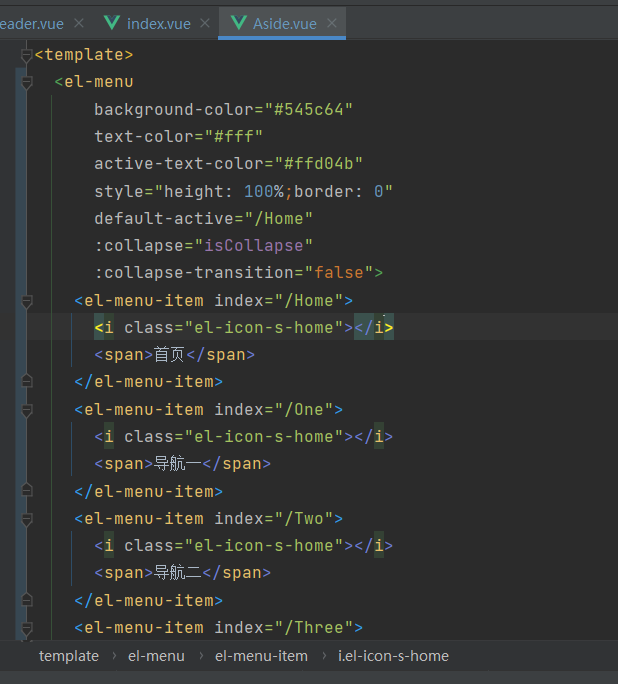 eader.vue × index.vue × Aside.vue ×
<template>
<el-menu
background-color="#545c64"
text-color="#fff"
active-text-color="#ffd04b"
style="height: 100%;border: 0"
default-active="/Home"
:collapse="isCollapse"
:collapse-transition="false">
<el-menu-item index="/Home">
<i class="el-icon-s-home"></i>
<span>首页</span>
</el-menu-item>
<el-menu-item index="/One">
<i class="el-icon-s-home"></i>
<span>导航一</span>
</el-menu-item>
<el-menu-item index="/Two">
<i class="el-icon-s-home"></i>
<span>导航二</span>
</el-menu-item>
<el-menu-item index="/Three">
template › el-menu › el-menu-item › i.el-icon-s-home